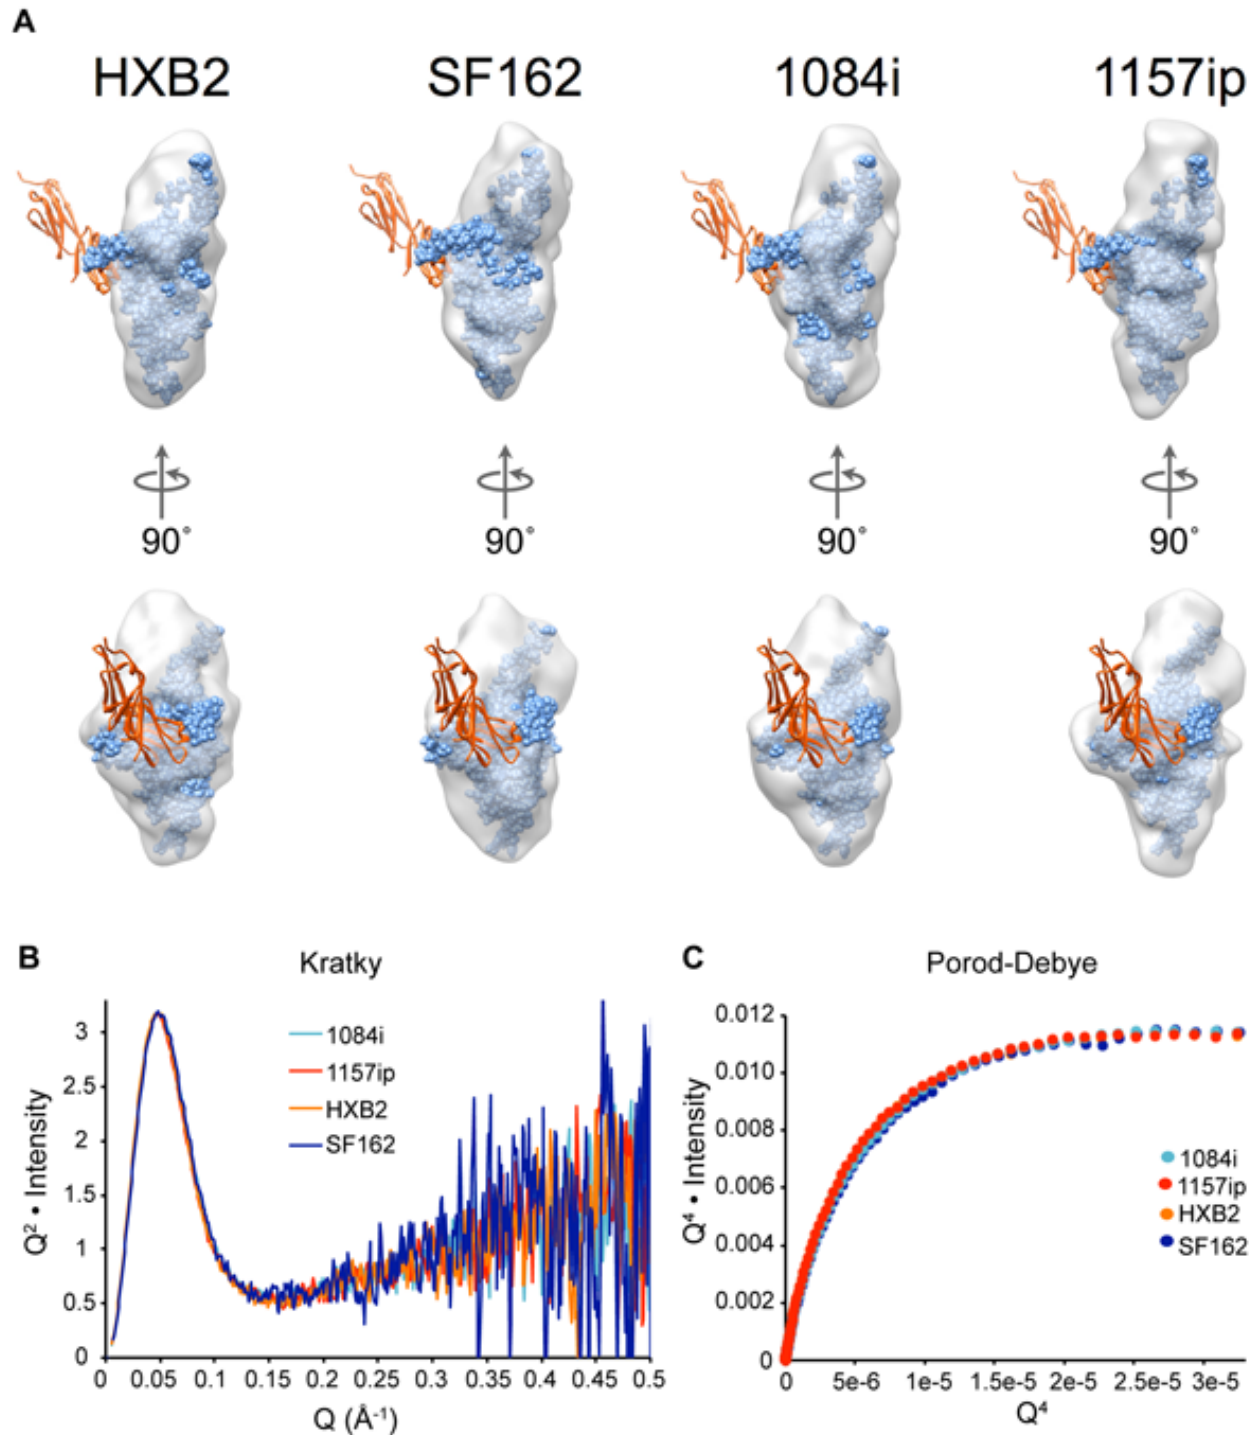 A
HXB2 SF162 1084i 1157ip
90° 90° 90° 90°
B Kratky
3
2.5
2
1.5
1
0.5
0
Q² • Intensity
1084i
1157ip
HXB2
SF162
0 0.05 0.1 0.15 0.2 0.25 0.3 0.35 0.4 0.45 0.5
Q (Å⁻¹)
C Porod-Debye
0.012
0.010
0.008
0.006
0.004
0.002
0
Q⁴ • Intensity
1084i
1157ip
HXB2
SF162
0 5e-6 1e-5 1.5e-5 2e-5 2.5e-5 3e-5
Q⁴